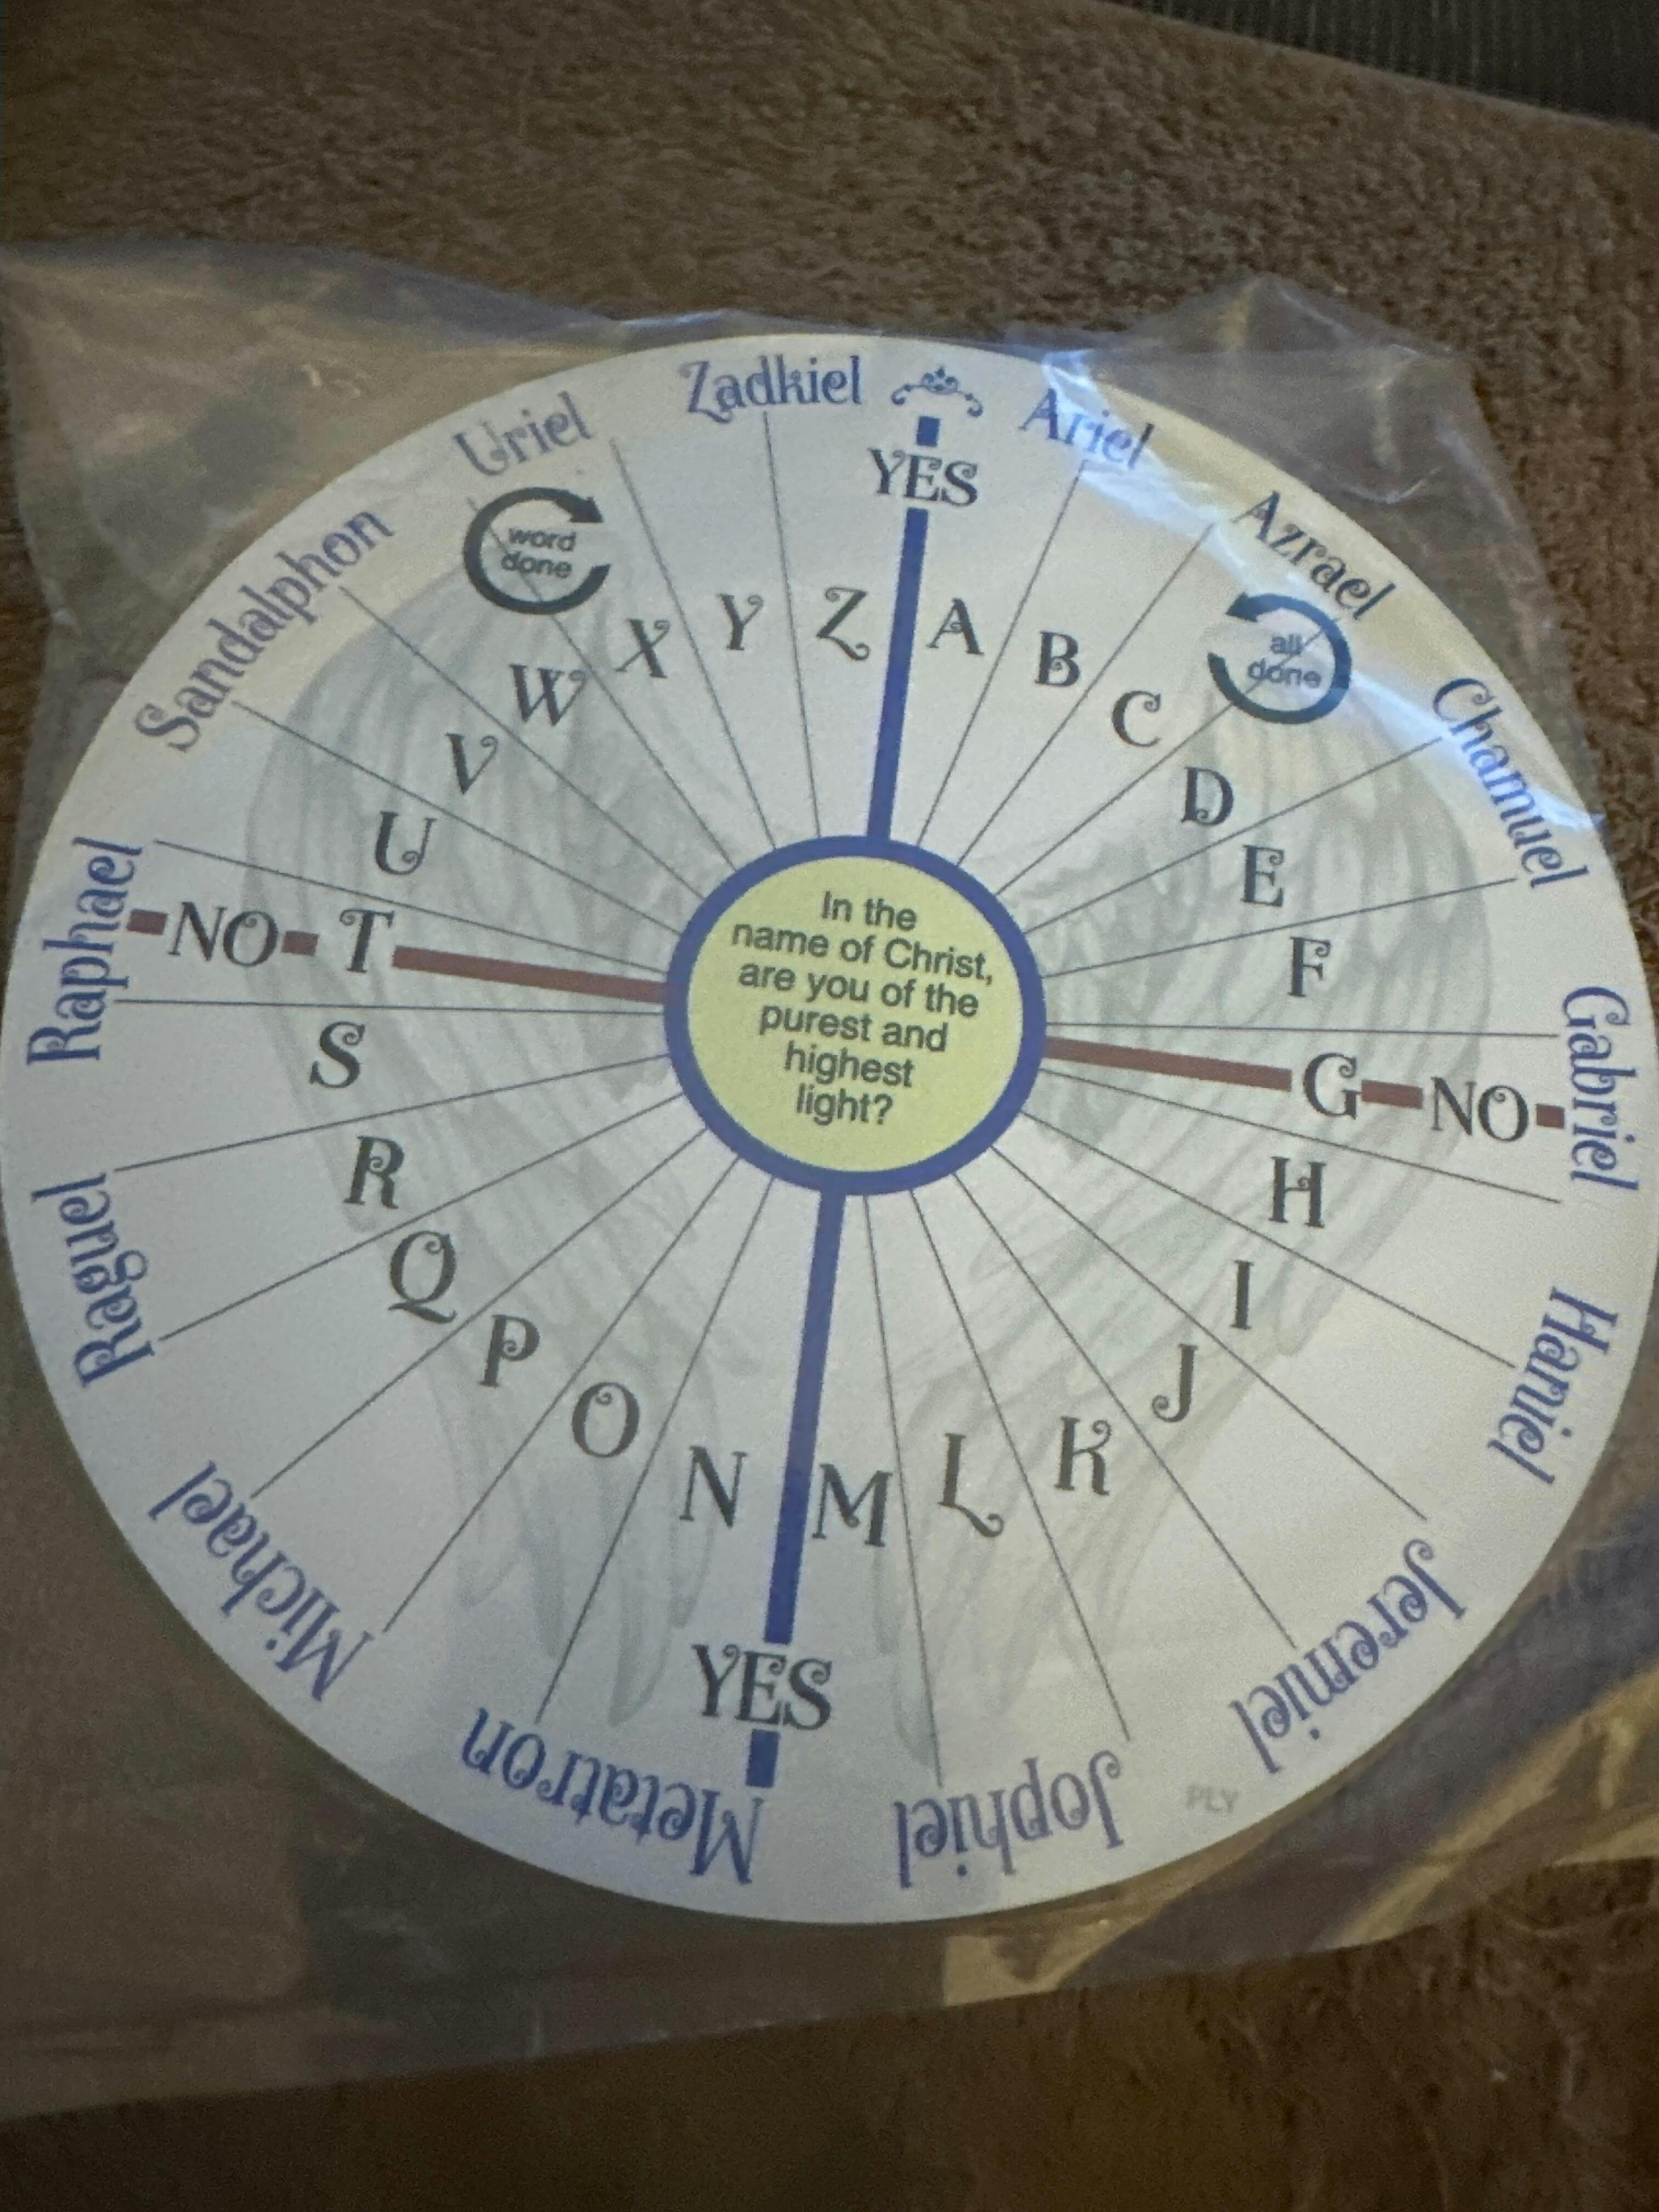 Zadkiel
Ariel
Azrael
Chamuel
Gabriel
Haniel
Jeremiel
Jophiel
Metatron
Michael
Raguel
Raphael
Sandalphon
Uriel
YES
word
done
all
done
A
B
C
D
E
F
G
NO
H
I
J
K
L
M
YES
N
O
P
Q
R
S
T
NO
U
V
W
X
Y
Z
In the
name of Christ,
are you of the
purest and
highest
light?
PLY